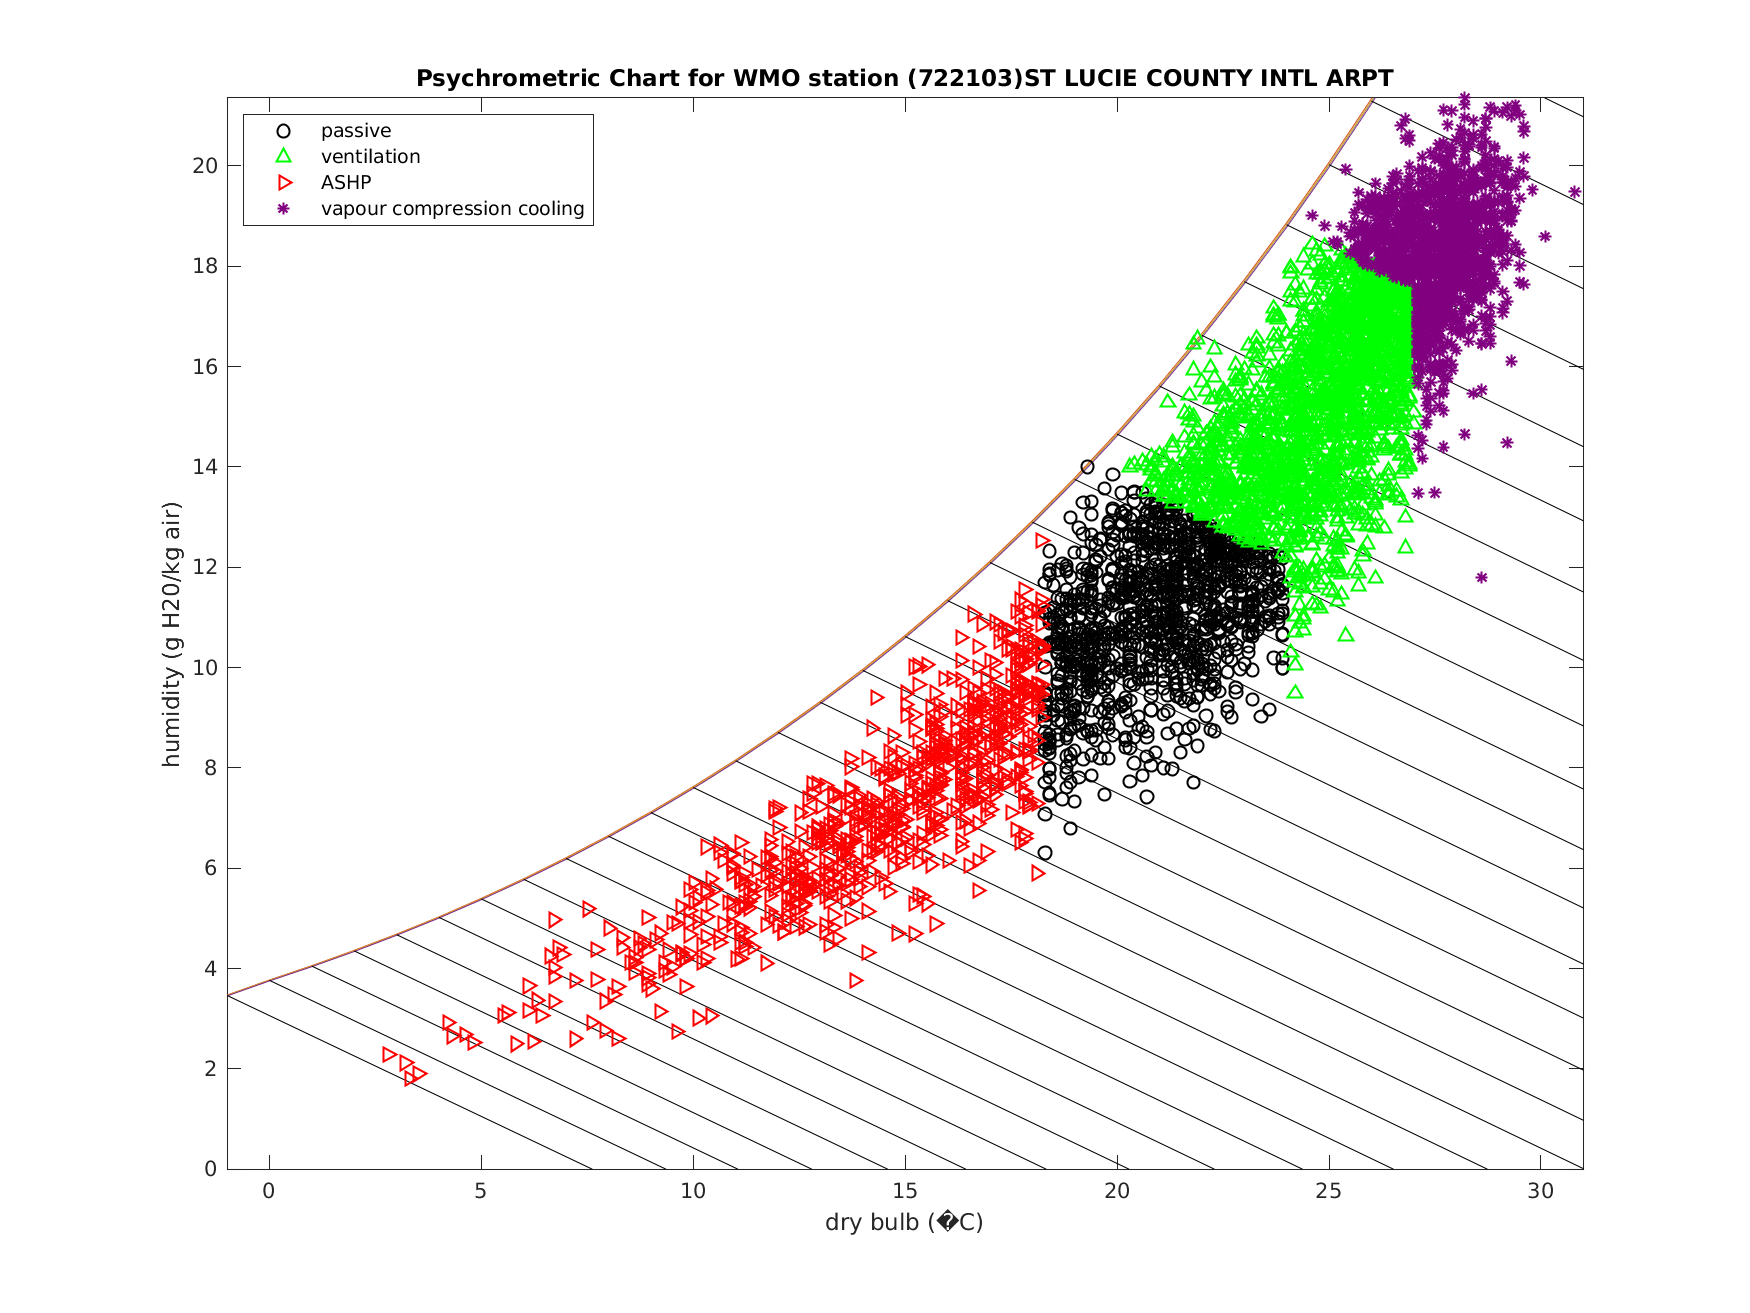 Psychrometric Chart for WMO station (722103)ST LUCIE COUNTY INTL ARPT
passive
ventilation
ASHP
vapour compression cooling
20
18
16
14
12
10
8
6
4
2
0
humidity (g H20/kg air)
0 5 10 15 20 25 30
dry bulb (�C)